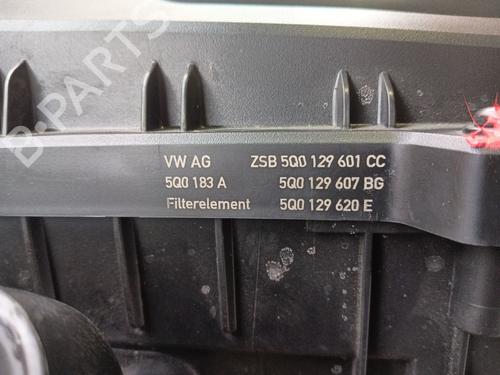 B-PARTS
VW AG ZSB 5Q0 129 601 CC
5Q0 183 A 5Q0 129 607 BG
Filterelement 5Q0 129 620 E